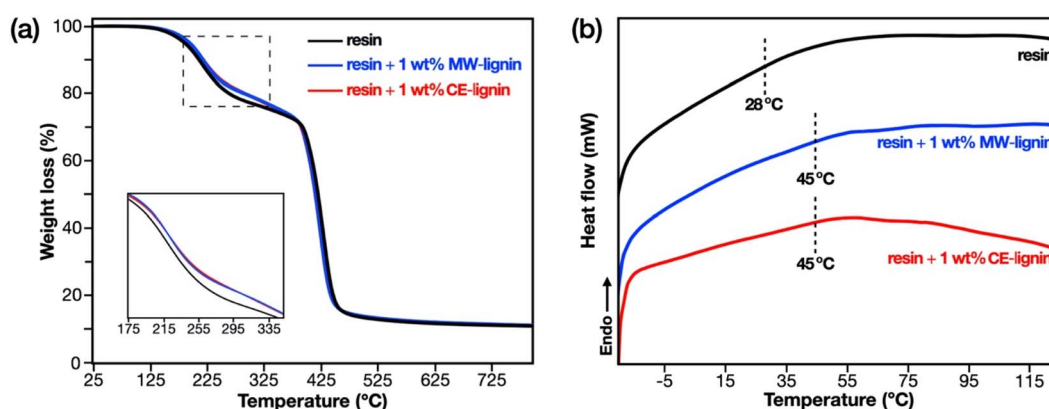 (a)
100
80
60
40
20
0
Weight loss (%)
resin
resin + 1 wt% MW-lignin
resin + 1 wt% CE-lignin
175 215 255 295 335
25 125 225 325 425 525 625 725
Temperature (°C)
(b)
Heat flow (mW)
Endo
resin
28 °C
resin + 1 wt% MW-lignin
45 °C
resin + 1 wt% CE-lignin
45 °C
-5 15 35 55 75 95 115
Temperature (°C)